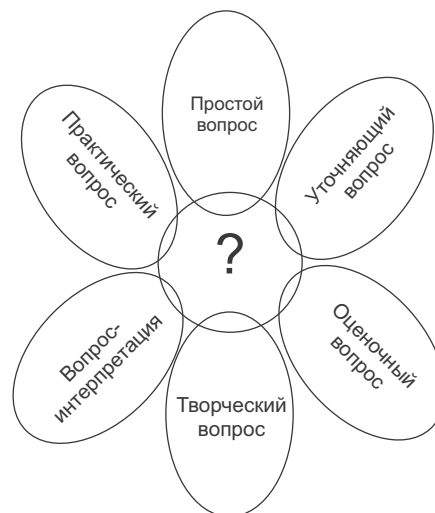 Простой
вопрос
Уточняющий
вопрос
Оценочный
вопрос
Творческий
вопрос
Вопрос-
интерпретация
Практический
вопрос
?